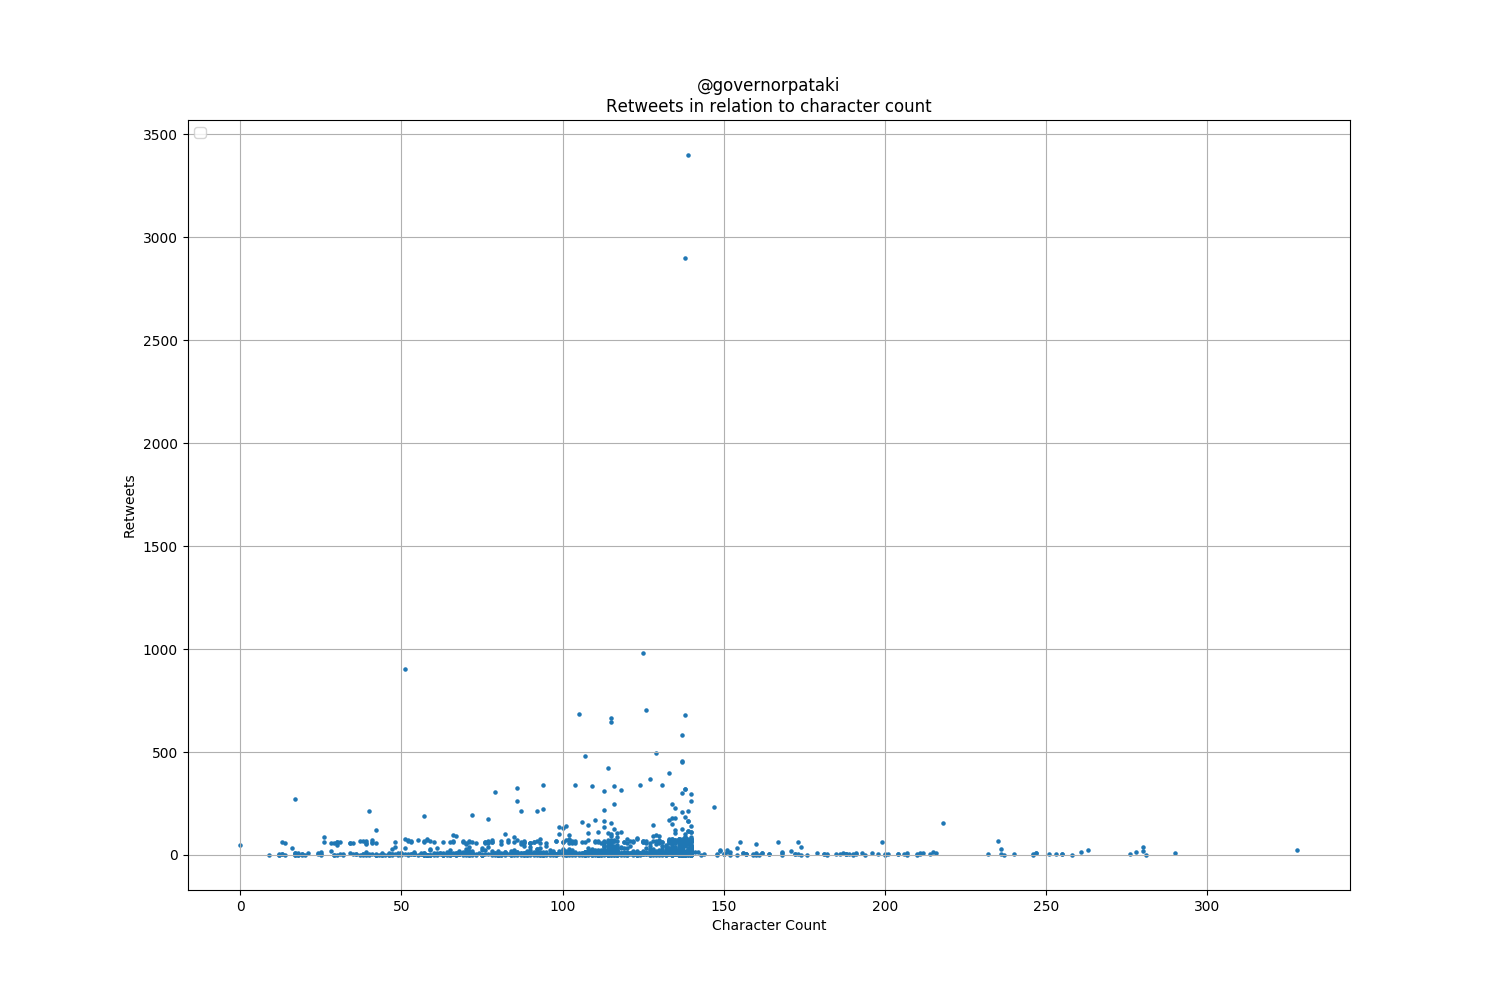 @governorpataki
Retweets in relation to character count
3500
3000
2500
2000
1500
1000
500
0
Retweets
0 50 100 150 200 250 300
Character Count